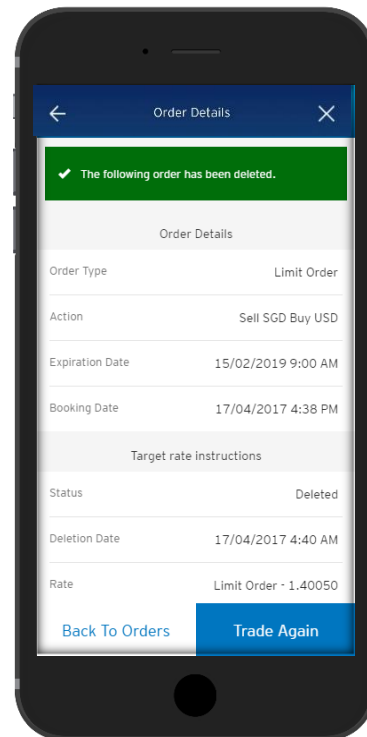 Order Details
The following order has been deleted.
Order Details
Order Type Limit Order
Action Sell SGD Buy USD
Expiration Date 15/02/2019 9:00 AM
Booking Date 17/04/2017 4:38 PM
Target rate instructions
Status Deleted
Deletion Date 17/04/2017 4:40 AM
Rate Limit Order - 1.40050
Back To Orders Trade Again